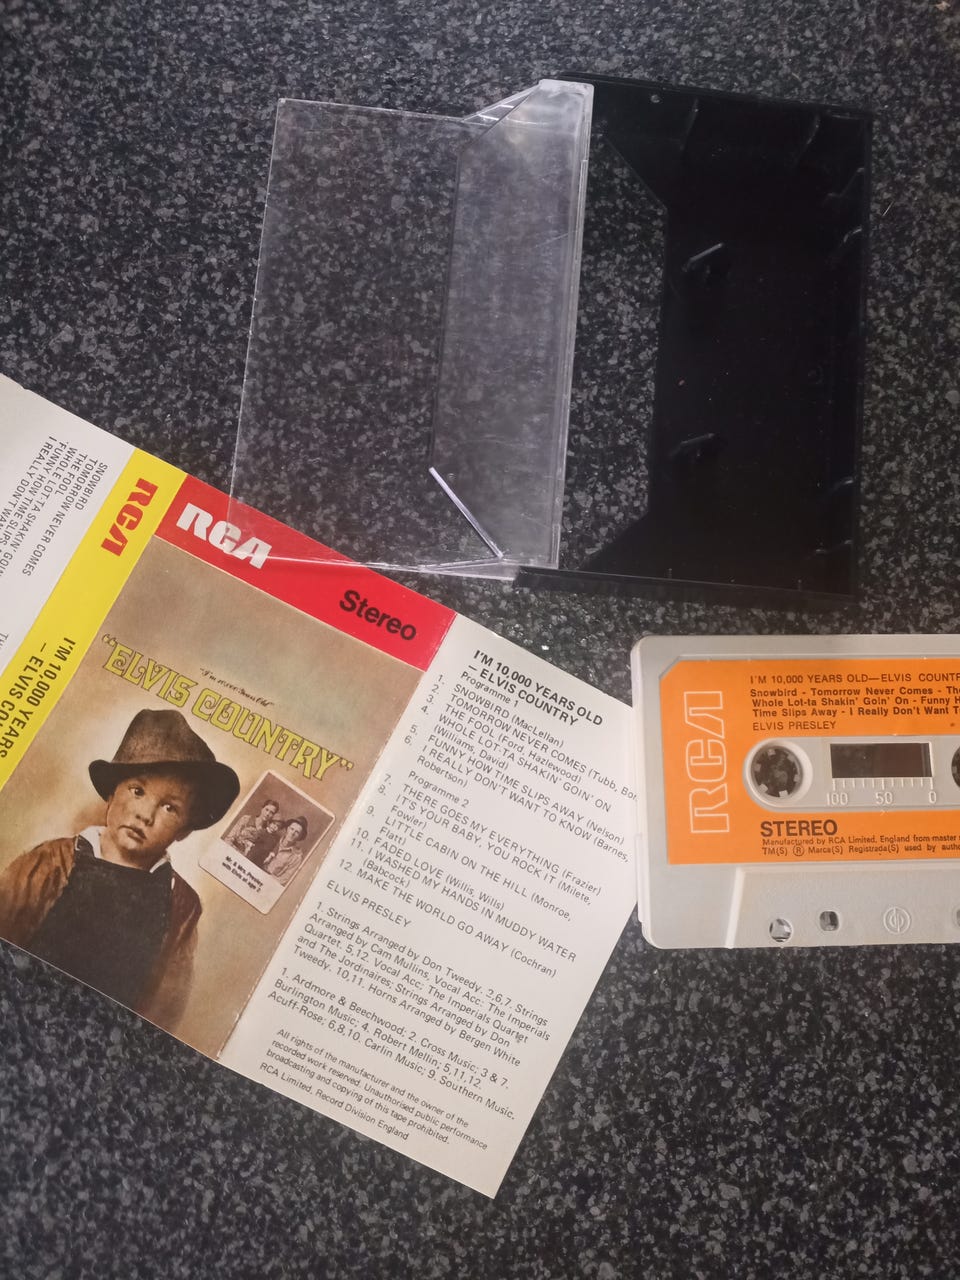 SNOWBIRD
TOMORROW NEVER COMES
THE FOOL
WHOLE LOT-TA SHAKIN' GOIN'
FUNNY HOW TIME SLIPS
I REALLY DON'T WANT
RCA
I'M 10,000 YEARS
— ELVIS CO
RCA
Stereo
"I'm 10,000 Years Old"
"ELVIS COUNTRY"
Mr. & Mrs. Presley
with Elvis at age 2
I'M 10,000 YEARS OLD
— ELVIS COUNTRY
Programme 1
1. SNOWBIRD (MacLellan)
2. TOMORROW NEVER COMES (Tubb, Bon
3. THE FOOL (Ford, Hazlewood)
4. WHOLE LOT-TA SHAKIN' GOIN' ON
(Williams, David)
5. FUNNY HOW TIME SLIPS AWAY (Nelson)
6. I REALLY DON'T WANT TO KNOW (Barnes,
Robertson)
Programme 2
7. THERE GOES MY EVERYTHING (Frazier)
8. IT'S YOUR BABY, YOU ROCK IT (Milete,
Fowler)
9. LITTLE CABIN ON THE HILL (Monroe,
Flatt)
10. FADED LOVE (Willis, Wills)
11. I WASHED MY HANDS IN MUDDY WATER
(Babcock)
12. MAKE THE WORLD GO AWAY (Cochran)
ELVIS PRESLEY
1. Strings Arranged by Don Tweedy. 2,6,7. Strings
Arranged by Cam Mullins, Vocal Acc: The Imperials
Quartet. 5,12. Vocal Acc: The Imperials Quartet
and The Jordinaires; Strings Arranged by Don
Tweedy. 10,11. Horns Arranged by Bergen White
1. Ardmore & Beechwood; 2. Cross Music; 3 & 7.
Burlington Music; 4. Robert Mellin; 5,11,12.
Acuff-Rose; 6,8.10. Carlin Music; 9. Southern Music.
All rights of the manufacturer and the owner of the
recorded work reserved. Unauthorised public performance
broadcasting and copying of this tape prohibited.
RCA Limited, Record Division England
RCA
I'M 10,000 YEARS OLD—ELVIS COUNTR
Snowbird - Tomorrow Never Comes - The
Whole Lot-ta Shakin' Goin' On - Funny H
Time Slips Away - I Really Don't Want T
ELVIS PRESLEY
100 50 0
STEREO
Manufactured by RCA Limited, England from master
TM(S) ® Marca(S) Registrada(S) used by autho